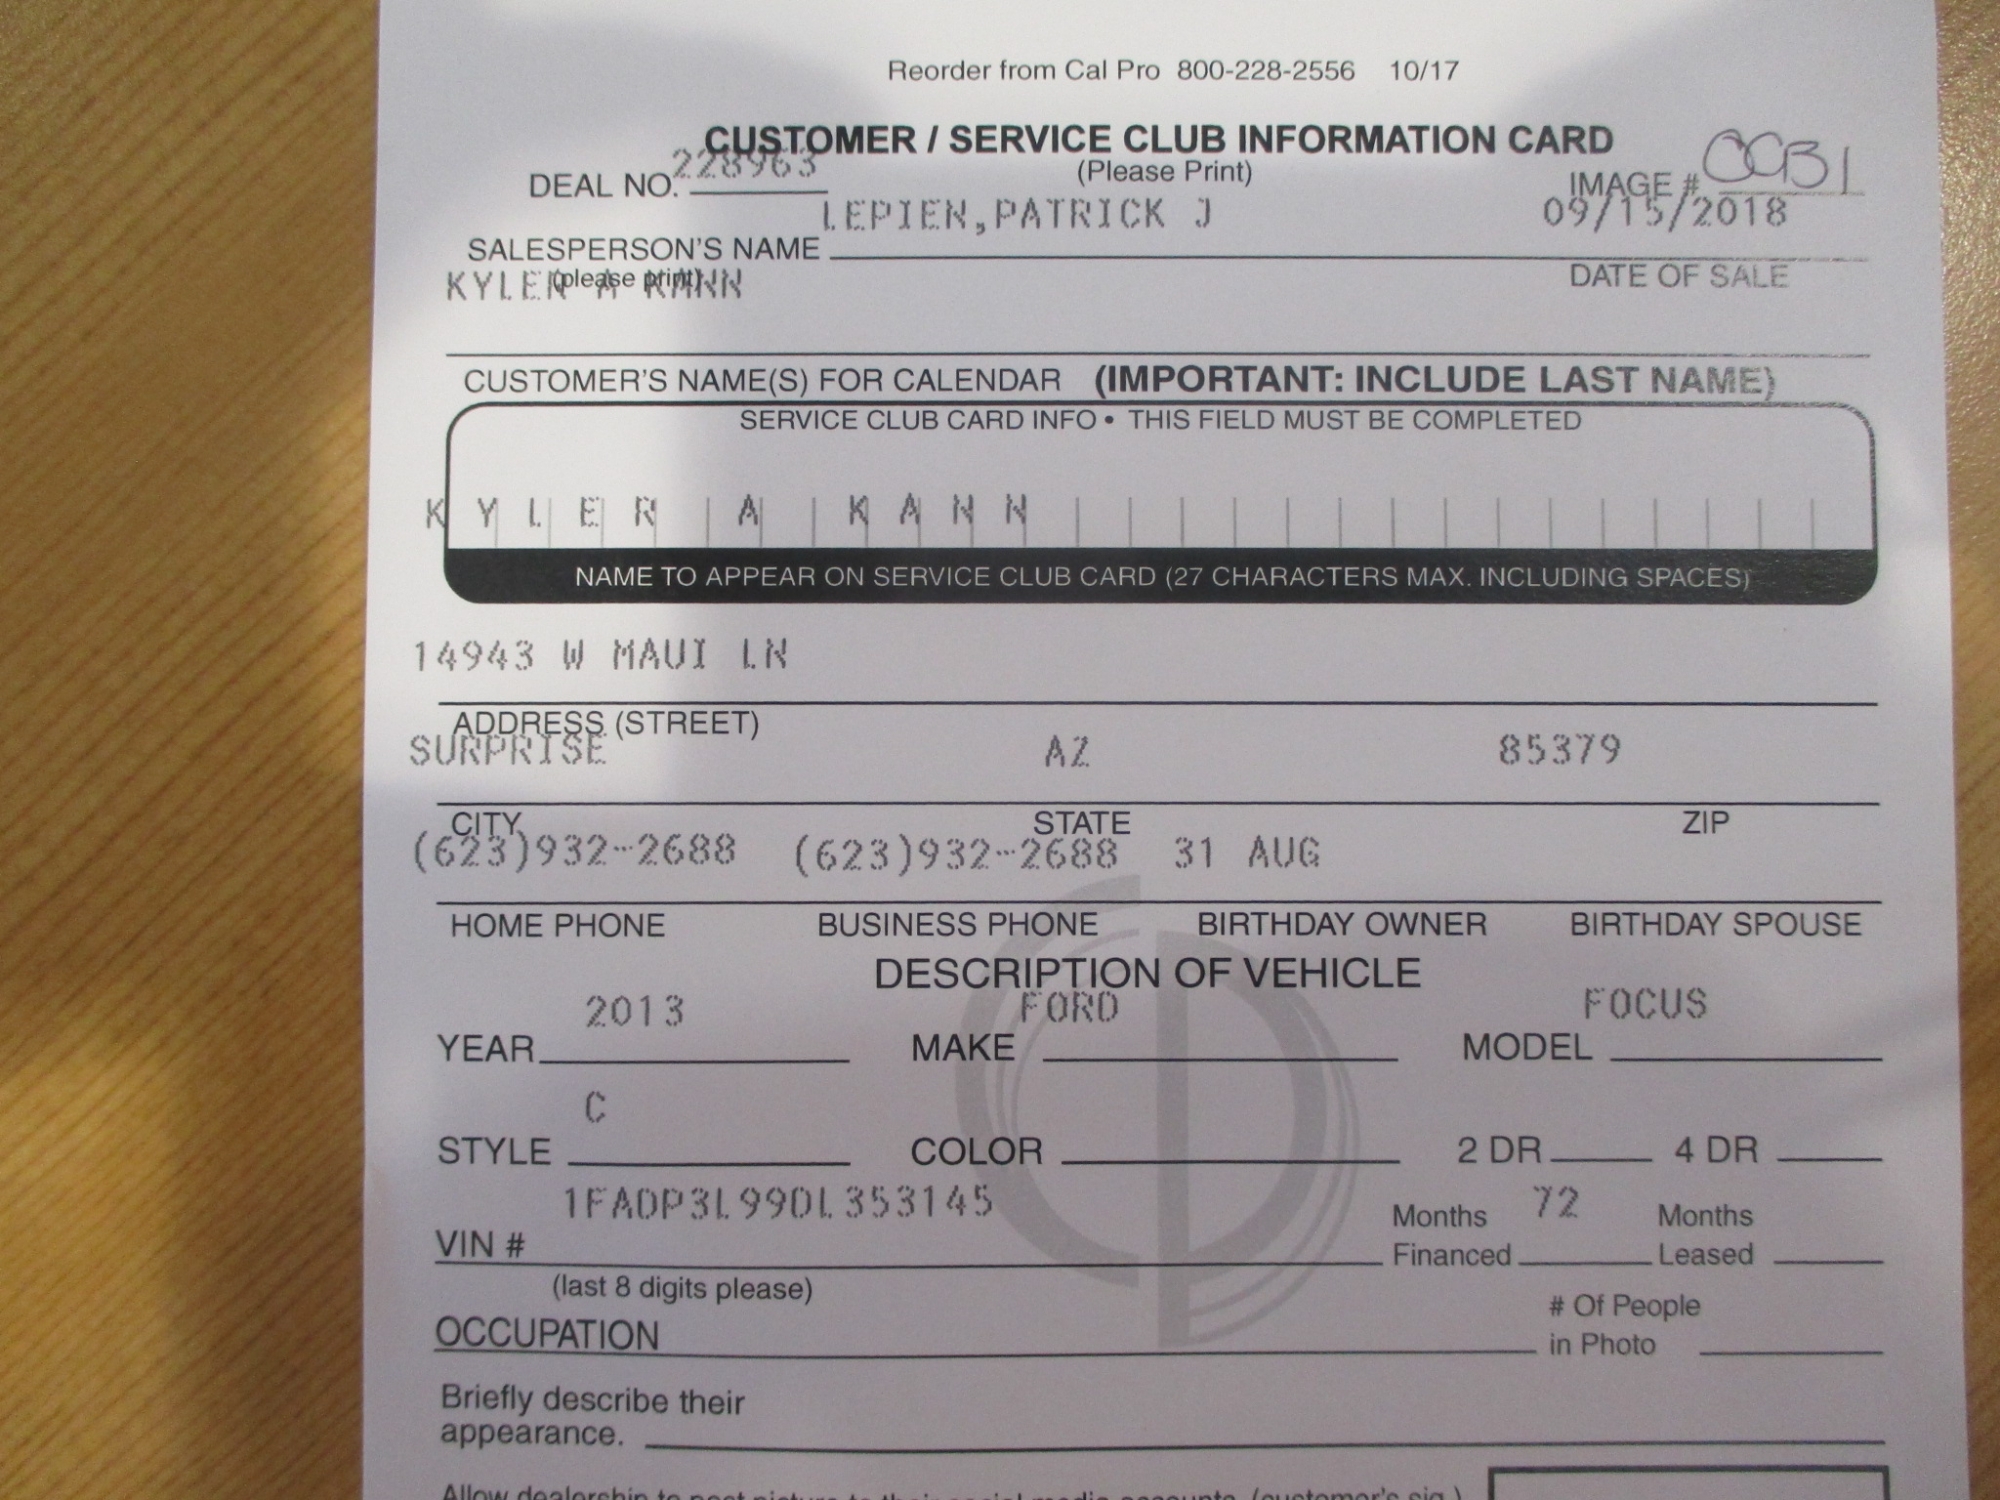 Reorder from Cal Pro 800-228-2556 10/17
CUSTOMER / SERVICE CLUB INFORMATION CARD
DEAL NO. 228963 (Please Print) IMAGE #
LEPIEN,PATRICK J 09/15/2018
SALESPERSON'S NAME
(please print) DATE OF SALE
KYLER A KANN
CUSTOMER'S NAME(S) FOR CALENDAR (IMPORTANT: INCLUDE LAST NAME)
SERVICE CLUB CARD INFO • THIS FIELD MUST BE COMPLETED
KYLER A KANN
NAME TO APPEAR ON SERVICE CLUB CARD (27 CHARACTERS MAX. INCLUDING SPACES)
14943 W MAUI LN
ADDRESS (STREET)
SURPRISE AZ 85379
CITY STATE ZIP
(623)932-2688 (623)932-2688 31 AUG
HOME PHONE BUSINESS PHONE BIRTHDAY OWNER BIRTHDAY SPOUSE
DESCRIPTION OF VEHICLE
2013 FORD FOCUS
YEAR MAKE MODEL
C
STYLE COLOR 2 DR 4 DR
1FADP3L99DL353145 72
VIN # Months Financed Months Leased
(last 8 digits please)
OCCUPATION # Of People in Photo
Briefly describe their
appearance.